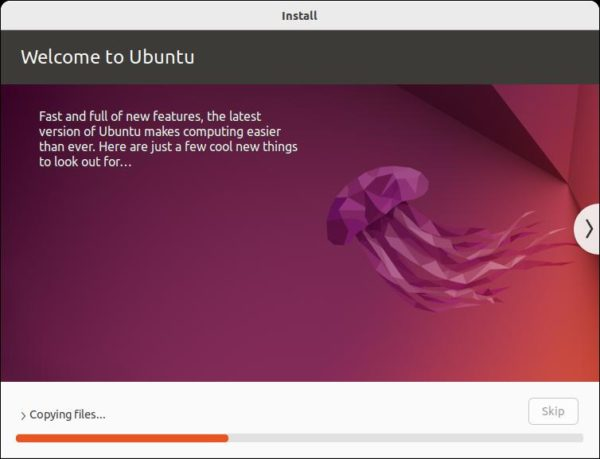 Install
Welcome to Ubuntu
Fast and full of new features, the latest
version of Ubuntu makes computing easier
than ever. Here are just a few cool new things
to look out for…
Copying files...
Skip